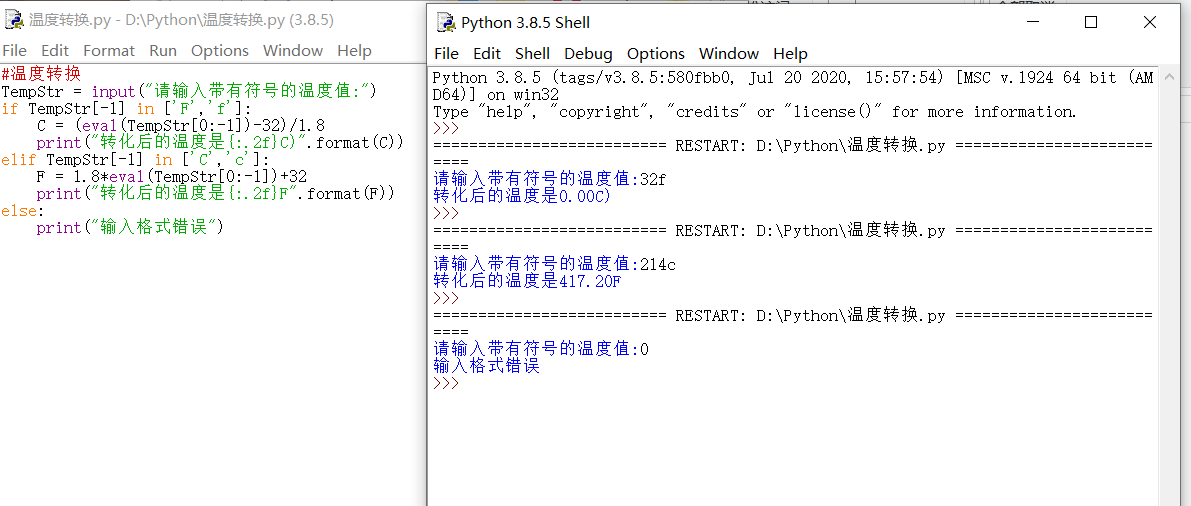 温度转换.py - D:\Python\温度转换.py (3.8.5)
File Edit Format Run Options Window Help
#温度转换
TempStr = input("请输入带有符号的温度值:")
if TempStr[-1] in ['F','f']:
    C = (eval(TempStr[0:-1])-32)/1.8
    print("转化后的温度是{:.2f}C)".format(C))
elif TempStr[-1] in ['C','c']:
    F = 1.8*eval(TempStr[0:-1])+32
    print("转化后的温度是{:.2f}F".format(F))
else:
    print("输入格式错误")
Python 3.8.5 Shell
File Edit Shell Debug Options Window Help
Python 3.8.5 (tags/v3.8.5:580fbb0, Jul 20 2020, 15:57:54) [MSC v.1924 64 bit (AM
D64)] on win32
Type "help", "copyright", "credits" or "license()" for more information.
>>>
========================== RESTART: D:\Python\温度转换.py ======================
====
请输入带有符号的温度值:32f
转化后的温度是0.00C)
>>>
========================== RESTART: D:\Python\温度转换.py ======================
====
请输入带有符号的温度值:214c
转化后的温度是417.20F
>>>
========================== RESTART: D:\Python\温度转换.py ======================
====
请输入带有符号的温度值:0
输入格式错误
>>>